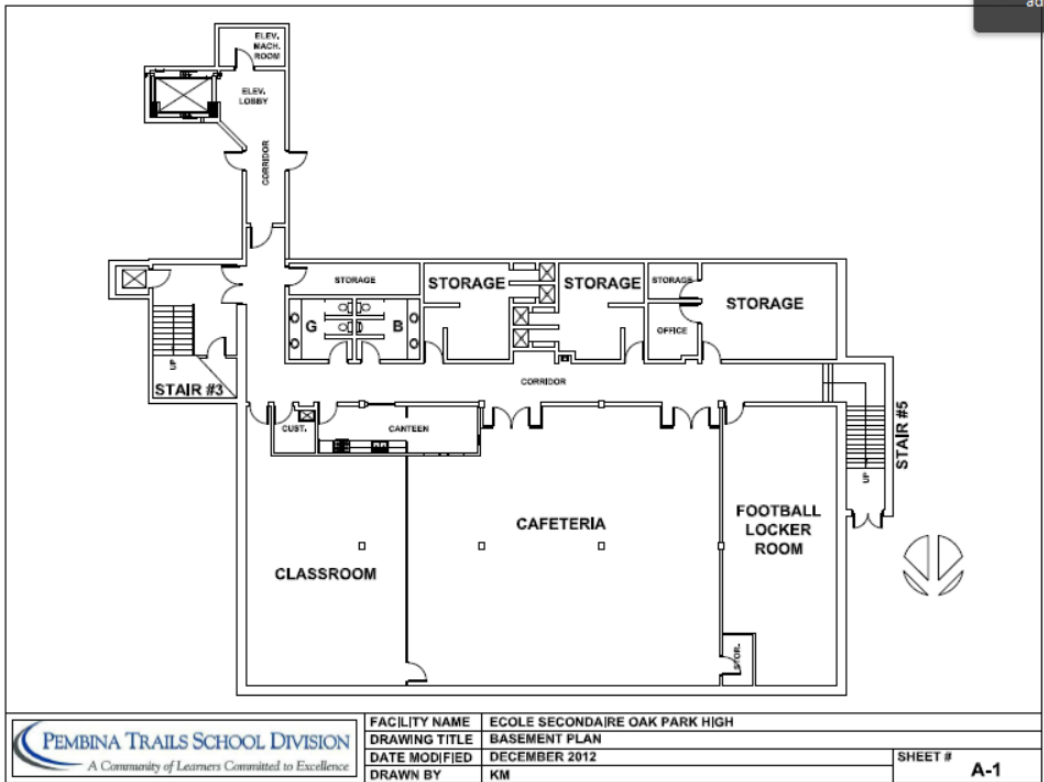 ad
ELEV.
MACH.
ROOM
ELEV.
LOBBY
CORRIDOR
STORAGE
STORAGE
STORAGE
STORAGE
STORAGE
G
B
OFFICE
UP
STAIR #3
CORRIDOR
CUST.
CANTEEN
STAIR #5
UP
CAFETERIA
FOOTBALL
LOCKER
ROOM
CLASSROOM
STOR.
PEMBINA TRAILS SCHOOL DIVISION
A Community of Learners Committed to Excellence
FACILITY NAME ECOLE SECONDAIRE OAK PARK HIGH
DRAWING TITLE BASEMENT PLAN
DATE MODIFIED DECEMBER 2012
DRAWN BY KM
SHEET #
A-1